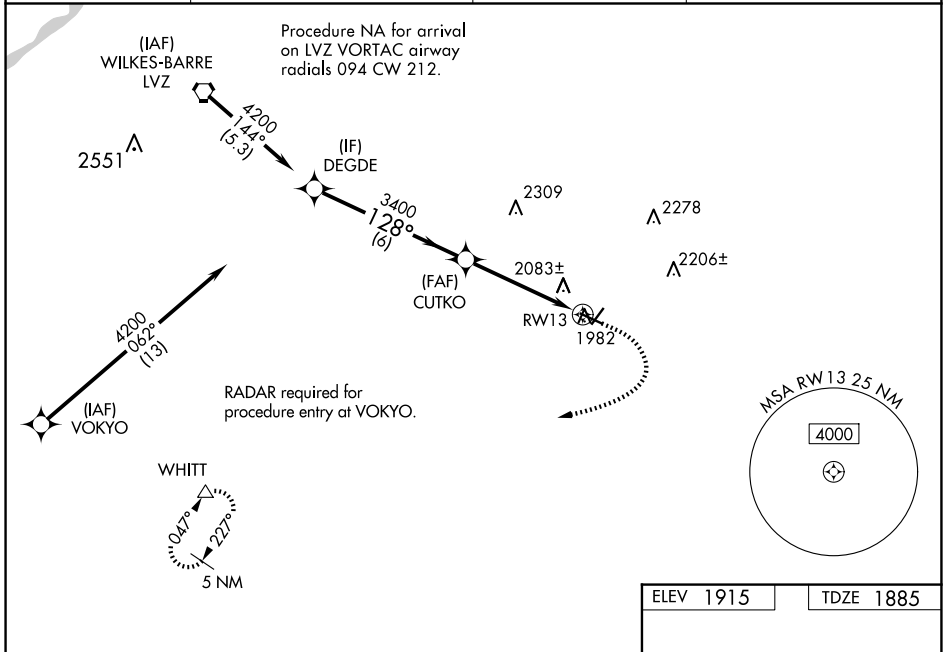 Procedure NA for arrival
on LVZ VORTAC airway
radials 094 CW 212.
(IAF)
WILKES-BARRE
LVZ
4200
144°
(5.3)
2551
(IF)
DEGDE
3400
128°
(6)
2309
2278
2206±
2083±
(FAF)
CUTKO
RW13
1982
4200
062°
(13)
(IAF)
VOKYO
RADAR required for
procedure entry at VOKYO.
MSA RW13 25 NM
4000
WHITT
047°
227°
5 NM
ELEV 1915
TDZE 1885